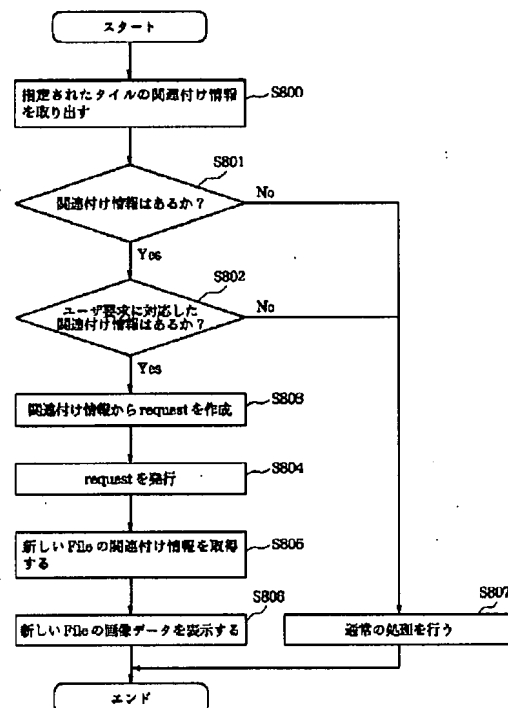 スタート
指定されたタイルの関連付け情報
を取り出す
S800
S801
関連付け情報はあるか？
No
Yes
S802
ユーザ要求に対応した
関連付け情報はあるか？
No
Yes
関連付け情報からrequestを作成
S803
requestを発行
S804
新しいFileの関連付け情報を取得
する
S805
S806
新しいFileの画像データを表示する
S807
通常の処理を行う
エンド